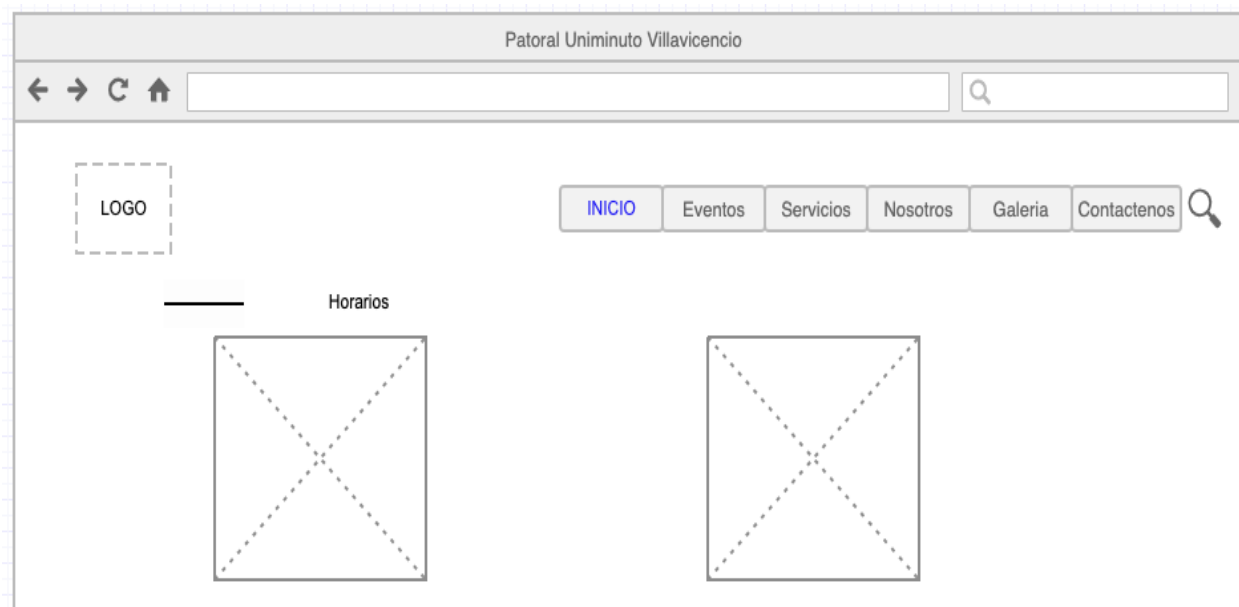 Patoral Uniminuto Villavicencio
LOGO
INICIO Eventos Servicios Nosotros Galeria Contactenos
Horarios